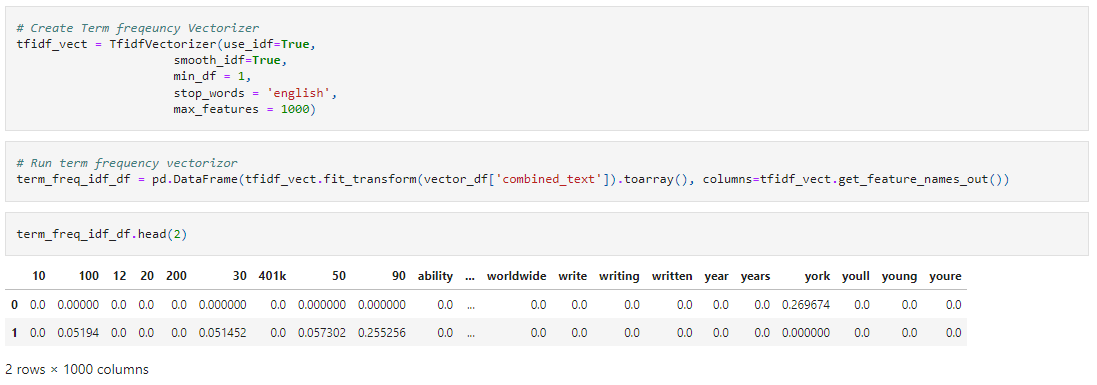 # Create Term freqeuncy Vectorizer
tfidf_vect = TfidfVectorizer(use_idf=True,
smooth_idf=True,
min_df = 1,
stop_words = 'english',
max_features = 1000)
# Run term frequency vectorizor
term_freq_idf_df = pd.DataFrame(tfidf_vect.fit_transform(vector_df['combined_text']).toarray(), columns=tfidf_vect.get_feature_names_out())
term_freq_idf_df.head(2)
10 100 12 20 200 30 401k 50 90 ability ... worldwide write writing written year years york youll young youre
0 0.0 0.00000 0.0 0.0 0.0 0.000000 0.0 0.000000 0.000000 0.0 ... 0.0 0.0 0.0 0.0 0.0 0.0 0.269674 0.0 0.0 0.0
1 0.0 0.05194 0.0 0.0 0.0 0.051452 0.0 0.057302 0.255256 0.0 ... 0.0 0.0 0.0 0.0 0.0 0.0 0.000000 0.0 0.0 0.0
2 rows × 1000 columns